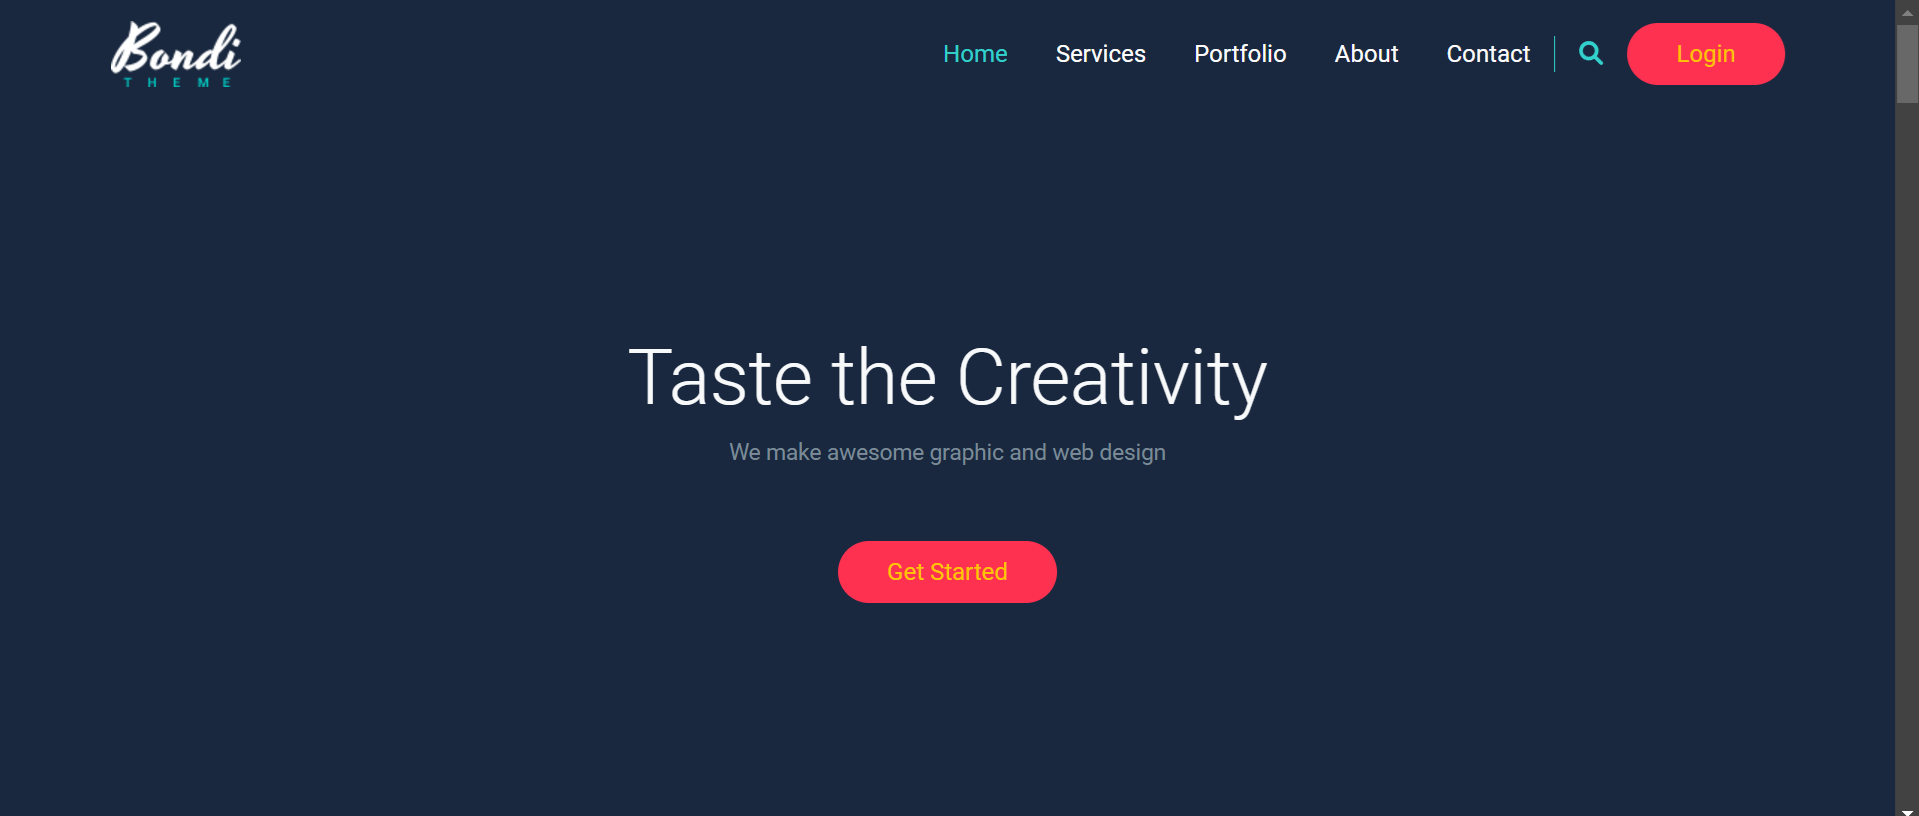 Bondi
THEME
Home Services Portfolio About Contact Login
Taste the Creativity
We make awesome graphic and web design
Get Started